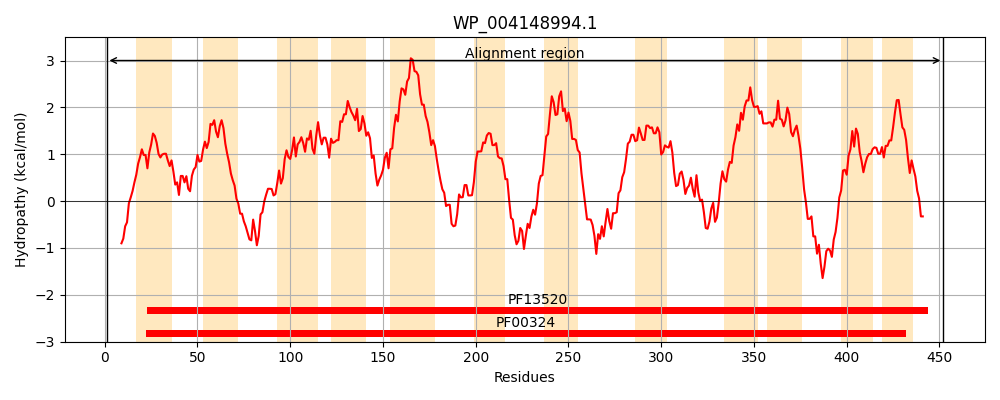 WP_004148994.1
Hydropathy (kcal/mol)
3
2
1
0
−1
−2
−3
Alignment region
PF13520
PF00324
0 50 100 150 200 250 300 350 400 450
Residues